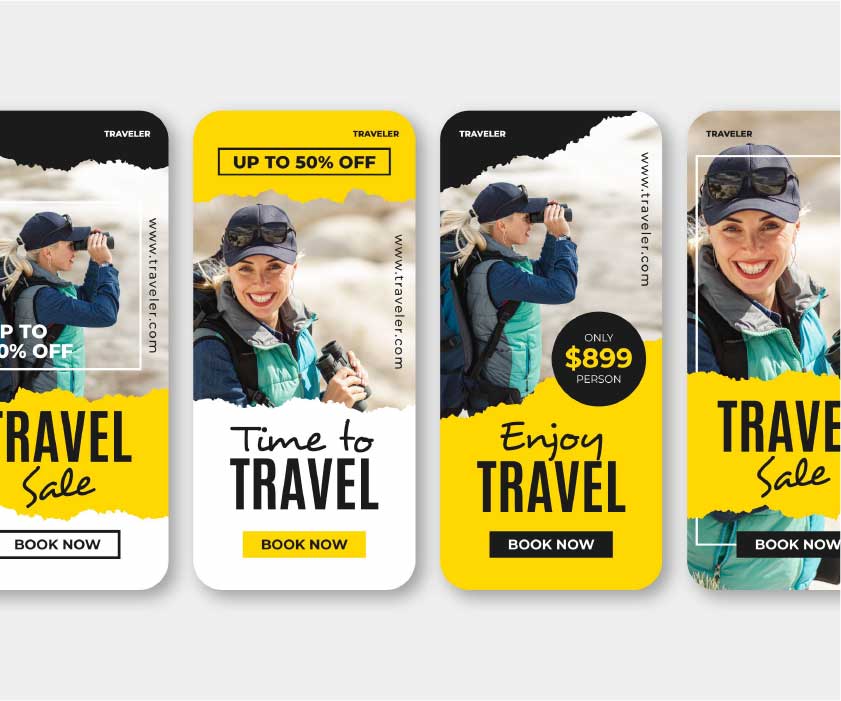 TRAVELER
www.traveler.com
P TO
0% OFF
TRAVEL
Sale
BOOK NOW
TRAVELER
UP TO 50% OFF
www.traveler.com
Time to
TRAVEL
BOOK NOW
TRAVELER
www.traveler.com
ONLY
$899
PERSON
Enjoy
TRAVEL
BOOK NOW
TRAVELER
TRAVE
Sale
BOOK NOW